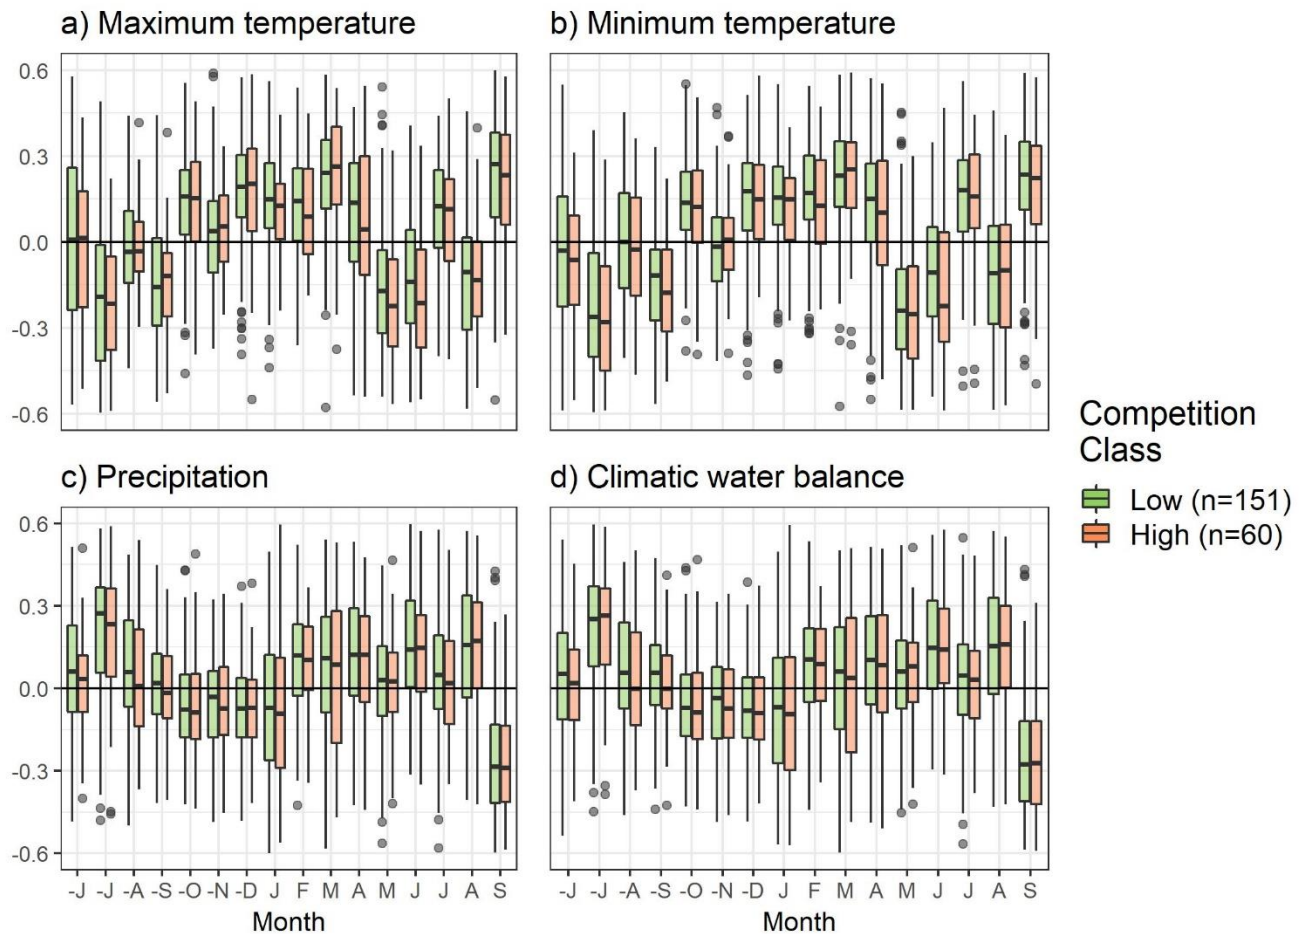 a) Maximum temperature
b) Minimum temperature
0.6
0.3
0.0
-0.3
-0.6
c) Precipitation
d) Climatic water balance
0.6
0.3
0.0
-0.3
-0.6
-J -J -A -S -O -N -D J F M A M J J A S
-J -J -A -S -O -N -D J F M A M J J A S
Month
Month
Competition
Class
Low (n=151)
High (n=60)